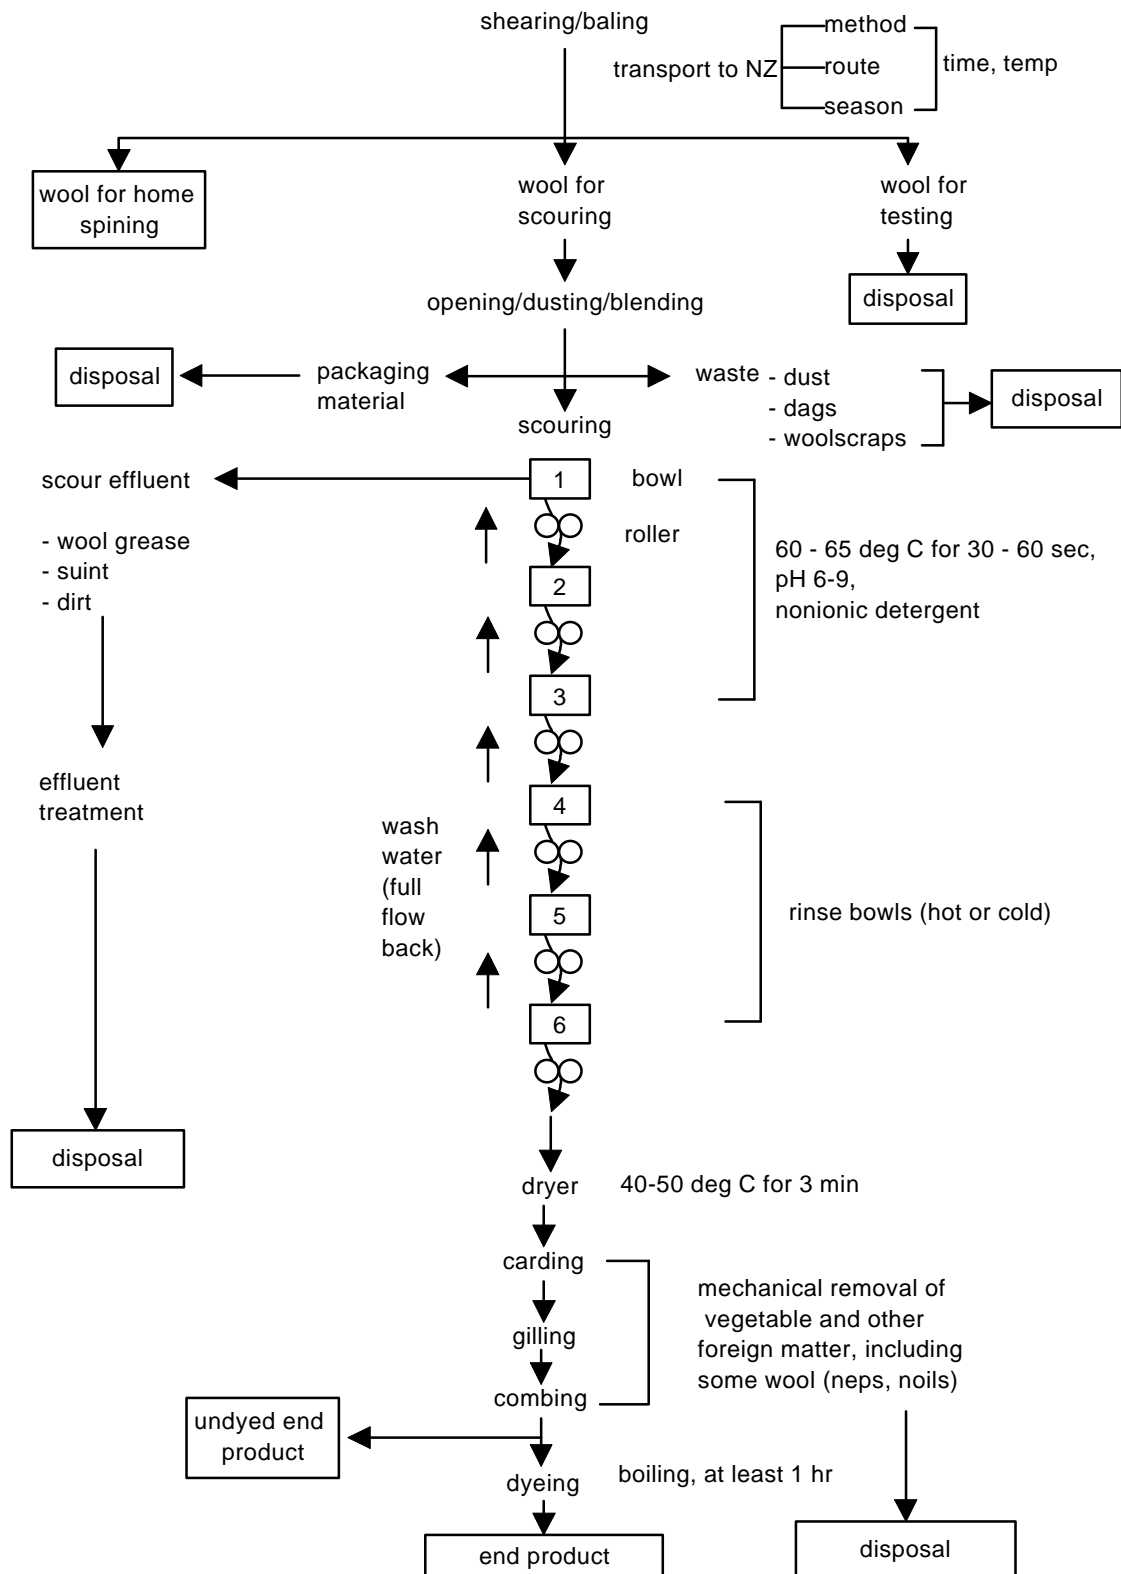 shearing/baling
method
transport to NZ
route
time, temp
season
wool for home
spining
wool for
scouring
wool for
testing
opening/dusting/blending
disposal
disposal
packaging
material
waste
- dust
- dags
- woolscraps
disposal
scouring
scour effluent
1
bowl
roller
- wool grease
- suint
- dirt
60 - 65 deg C for 30 - 60 sec,
pH 6-9,
nonionic detergent
2
3
effluent
treatment
4
wash
water
(full
flow
back)
5
rinse bowls (hot or cold)
6
disposal
dryer
40-50 deg C for 3 min
carding
gilling
combing
mechanical removal of
vegetable and other
foreign matter, including
some wool (neps, noils)
undyed end
product
dyeing
boiling, at least 1 hr
end product
disposal